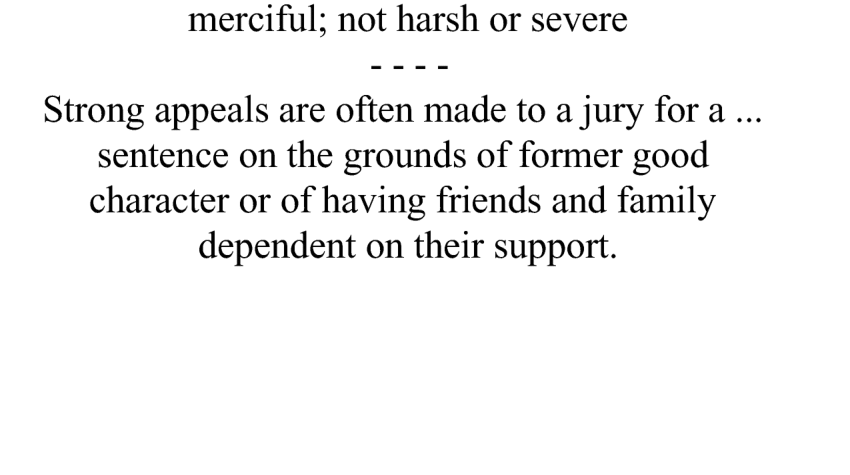 merciful; not harsh or severe
- - - -
Strong appeals are often made to a jury for a ...
sentence on the grounds of former good
character or of having friends and family
dependent on their support.